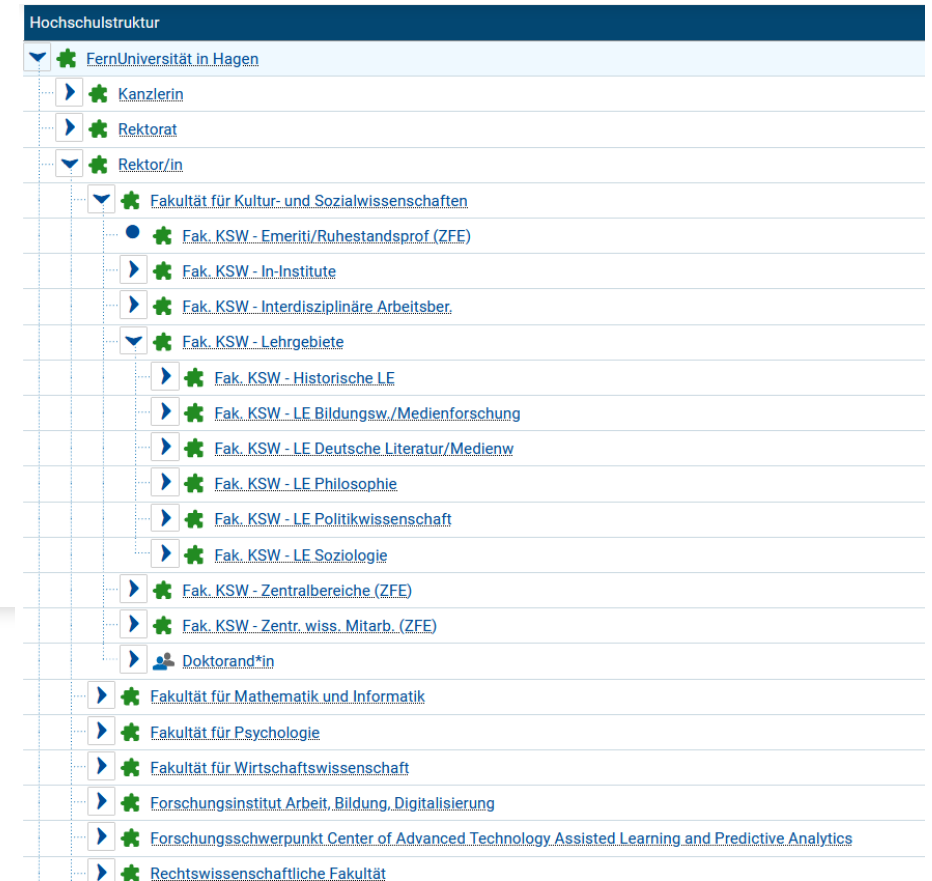 Hochschulstruktur
FernUniversität in Hagen
Kanzlerin
Rektorat
Rektor/in
Fakultät für Kultur- und Sozialwissenschaften
Fak. KSW - Emeriti/Ruhestandsprof (ZFE)
Fak. KSW - In-Institute
Fak. KSW - Interdisziplinäre Arbeitsber.
Fak. KSW - Lehrgebiete
Fak. KSW - Historische LE
Fak. KSW - LE Bildungsw./Medienforschung
Fak. KSW - LE Deutsche Literatur/Medienw
Fak. KSW - LE Philosophie
Fak. KSW - LE Politikwissenschaft
Fak. KSW - LE Soziologie
Fak. KSW - Zentralbereiche (ZFE)
Fak. KSW - Zentr. wiss. Mitarb. (ZFE)
Doktorand*in
Fakultät für Mathematik und Informatik
Fakultät für Psychologie
Fakultät für Wirtschaftswissenschaft
Forschungsinstitut Arbeit, Bildung, Digitalisierung
Forschungsschwerpunkt Center of Advanced Technology Assisted Learning and Predictive Analytics
Rechtswissenschaftliche Fakultät